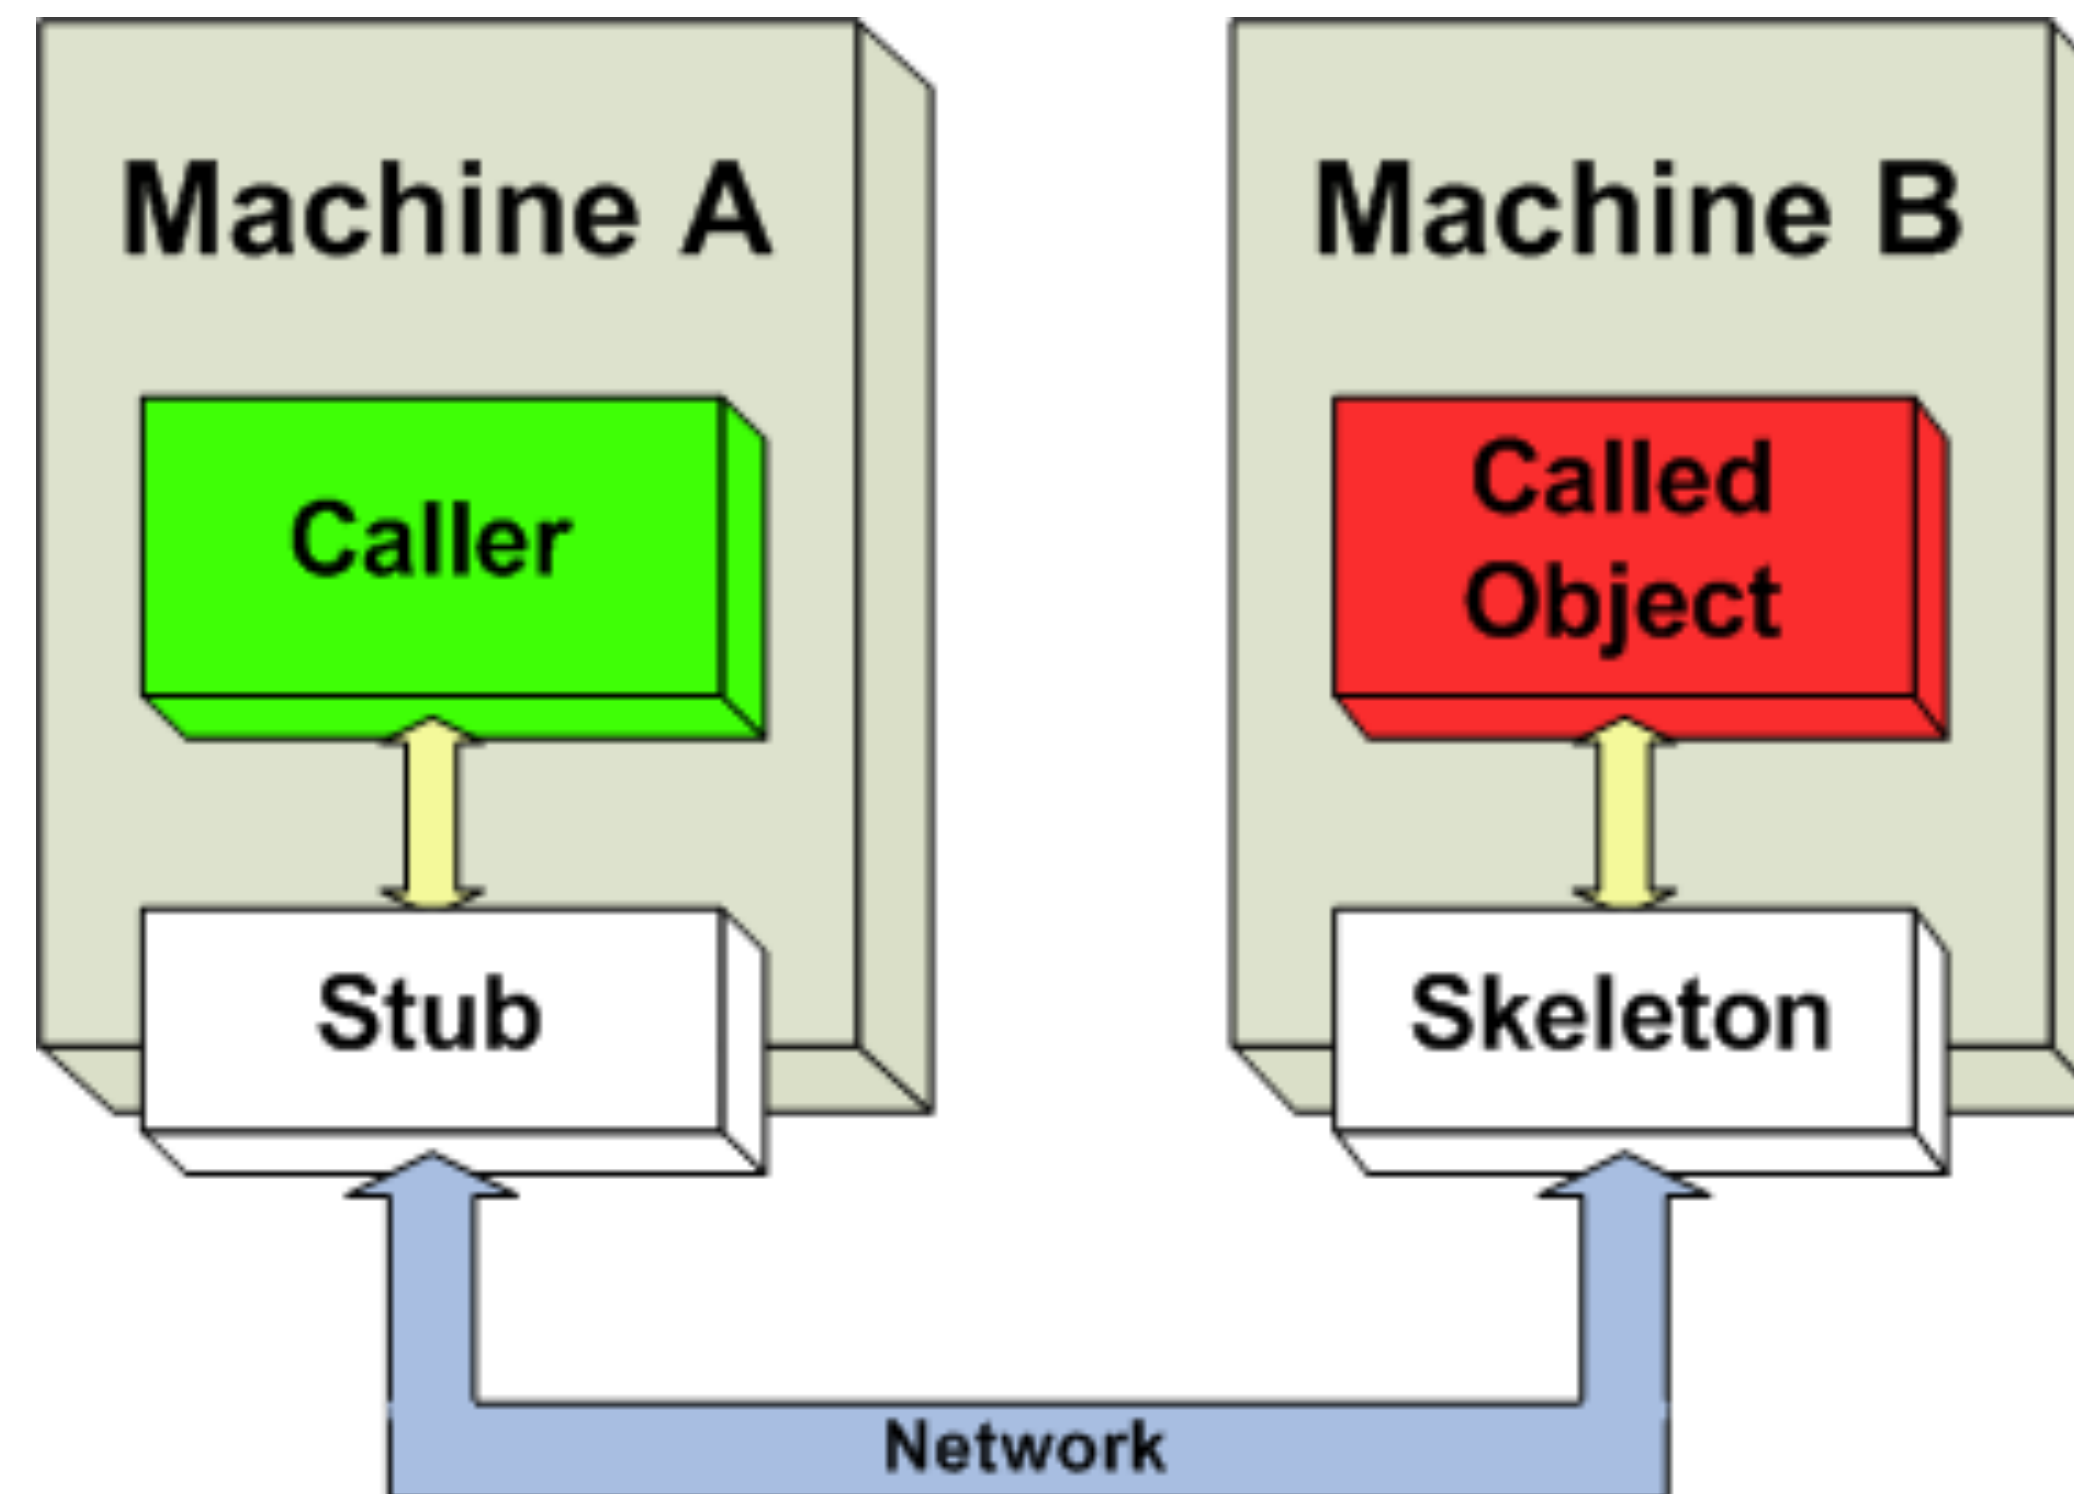 Machine A
Machine B
Caller
Called
Object
Stub
Skeleton
Network